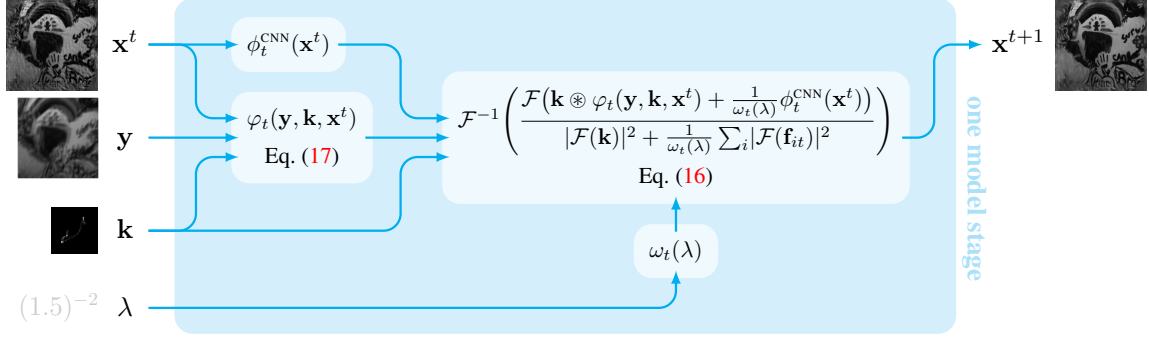 x^t
φ_t^CNN(x^t)
x^{t+1}
y
φ_t(y, k, x^t)
Eq. (17)
F^{-1}( F(k ⊛ φ_t(y, k, x^t) + 1/ω_t(λ) ϕ_t^CNN(x^t)) / |F(k)|^2 + 1/ω_t(λ) ∑_i |F(f_it)|^2 )
Eq. (16)
k
ω_t(λ)
(1.5)^{-2} λ
one model stage